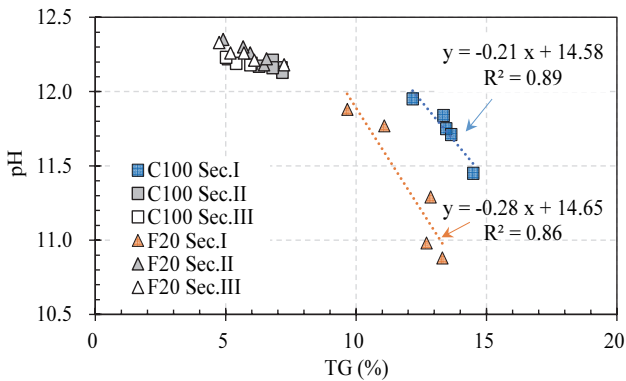 12.5
y = -0.21 x + 14.58
R² = 0.89
12.0
pH
11.5
C100 Sec.I
C100 Sec.II
C100 Sec.III
F20 Sec.I
F20 Sec.II
F20 Sec.III
y = -0.28 x + 14.65
R² = 0.86
11.0
10.5
0 5 10 15 20
TG (%)